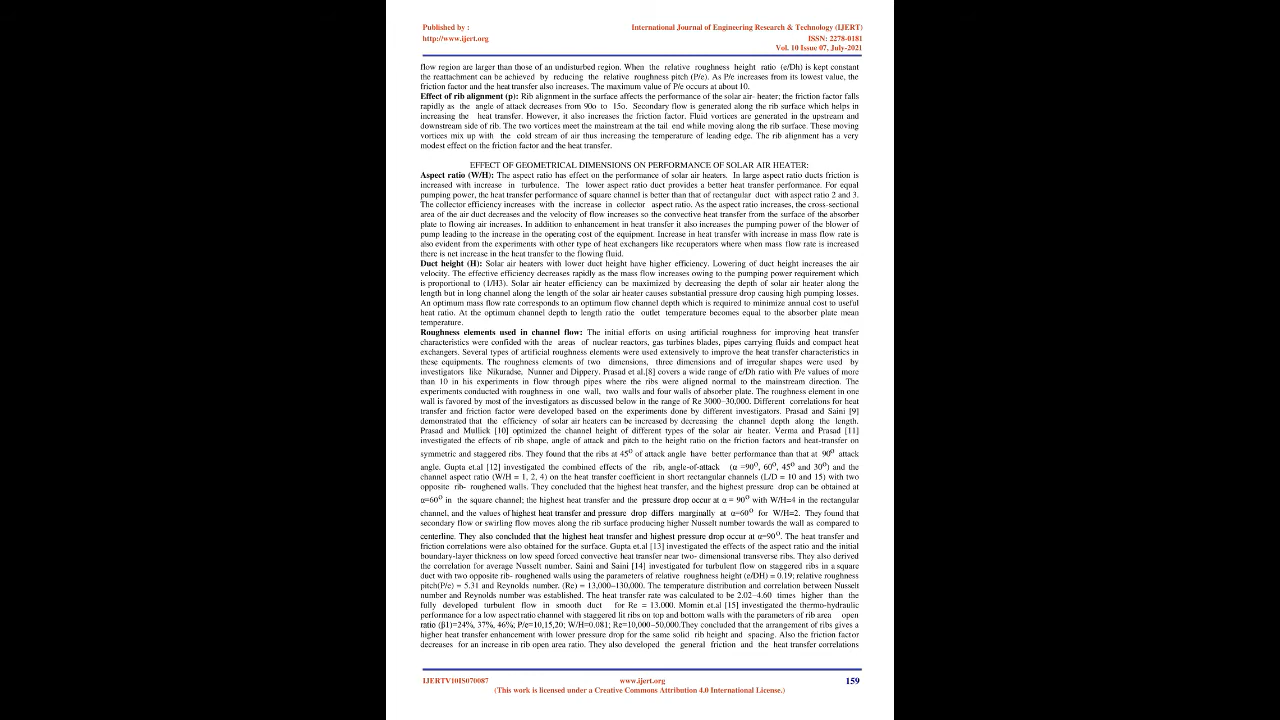 Published by :
International Journal of Engineering Research & Technology (IJERT)
http://www.ijert.org
ISSN: 2278-0181
Vol. 10 Issue 07, July-2021
flow region are larger than those of an undisturbed region. When the relative roughness height ratio (e/Dh) is kept constant
the reattachment can be achieved by reducing the relative roughness pitch (P/e). As P/e increases from its lowest value, the
friction factor and the heat transfer also increases. The maximum value of P/e occurs at about 10.
Effect of rib alignment (p): Rib alignment in the surface affects the performance of the solar air- heater; the friction factor falls
rapidly as the angle of attack decreases from 90o to 15o. Secondary flow is generated along the rib surface which helps in
increasing the heat transfer. However, it also increases the friction factor. Fluid vortices are generated in the upstream and
downstream side of rib. The two vortices meet the mainstream at the tail end while moving along the rib surface. These moving
vortices mix up with the cold stream of air thus increasing the temperature of leading edge. The rib alignment has a very
modest effect on the friction factor and the heat transfer.
EFFECT OF GEOMETRICAL DIMENSIONS ON PERFORMANCE OF SOLAR AIR HEATER:
Aspect ratio (W/H): The aspect ratio has effect on the performance of solar air heaters. In large aspect ratio ducts friction is
increased with increase in turbulence. The lower aspect ratio duct provides a better heat transfer performance. For equal
pumping power, the heat transfer performance of square channel is better than that of rectangular duct with aspect ratio 2 and 3.
The collector efficiency increases with the increase in collector aspect ratio. As the aspect ratio increases, the cross-sectional
area of the air duct decreases and the velocity of flow increases so the convective heat transfer from the surface of the absorber
plate to flowing air increases. In addition to enhancement in heat transfer it also increases the pumping power of the blower of
pump leading to the increase in the operating cost of the equipment. Increase in heat transfer with increase in mass flow rate is
also evident from the experiments with other type of heat exchangers like recuperators where when mass flow rate is increased
there is net increase in the heat transfer to the flowing fluid.
Duct height (H): Solar air heaters with lower duct height have higher efficiency. Lowering of duct height increases the air
velocity. The effective efficiency decreases rapidly as the mass flow increases owing to the pumping power requirement which
is proportional to (1/H3). Solar air heater efficiency can be maximized by decreasing the depth of solar air heater along the
length but in long channel along the length of the solar air heater causes substantial pressure drop causing high pumping losses.
An optimum mass flow rate corresponds to an optimum flow channel depth which is required to minimize annual cost to useful
heat ratio. At the optimum channel depth to length ratio the outlet temperature becomes equal to the absorber plate mean
temperature.
Roughness elements used in channel flow: The initial efforts on using artificial roughness for improving heat transfer
characteristics were confided with the areas of nuclear reactors, gas turbines blades, pipes carrying fluids and compact heat
exchangers. Several types of artificial roughness elements were used extensively to improve the heat transfer characteristics in
these equipments. The roughness elements of two dimensions, three dimensions and of irregular shapes were used by
investigators like Nikuradse, Nunner and Dippery. Prasad et al.[8] covers a wide range of e/Dh ratio with P/e values of more
than 10 in his experiments in flow through pipes where the ribs were aligned normal to the mainstream direction. The
experiments conducted with roughness in one wall, two walls and four walls of absorber plate. The roughness element in one
wall is favored by most of the investigators as discussed below in the range of Re 3000–30,000. Different correlations for heat
transfer and friction factor were developed based on the experiments done by different investigators. Prasad and Saini [9]
demonstrated that the efficiency of solar air heaters can be increased by decreasing the channel depth along the length.
Prasad and Mullick [10] optimized the channel height of different types of the solar air heater. Verma and Prasad [11]
investigated the effects of rib shape, angle of attack and pitch to the height ratio on the friction factors and heat-transfer on
symmetric and staggered ribs. They found that the ribs at 45⁰ of attack angle have better performance than that at 90⁰ attack
angle. Gupta et.al [12] investigated the combined effects of the rib, angle-of-attack (α =90⁰, 60⁰, 45⁰ and 30⁰) and the
channel aspect ratio (W/H = 1, 2, 4) on the heat transfer coefficient in short rectangular channels (L/D = 10 and 15) with two
opposite rib- roughened walls. They concluded that the highest heat transfer, and the highest pressure drop can be obtained at
α=60⁰ in the square channel; the highest heat transfer and the pressure drop occur at α = 90⁰ with W/H=4 in the rectangular
channel, and the values of highest heat transfer and pressure drop differs marginally at α=60⁰ for W/H=2. They found that
secondary flow or swirling flow moves along the rib surface producing higher Nusselt number towards the wall as compared to
centerline. They also concluded that the highest heat transfer and highest pressure drop occur at α=90⁰. The heat transfer and
friction correlations were also obtained for the surface. Gupta et.al [13] investigated the effects of the aspect ratio and the initial
boundary-layer thickness on low speed forced convective heat transfer near two- dimensional transverse ribs. They also derived
the correlation for average Nusselt number. Saini and Saini [14] investigated for turbulent flow on staggered ribs in a square
duct with two opposite rib- roughened walls using the parameters of relative roughness height (e/DH) = 0.19; relative roughness
pitch(P/e) = 5.31 and Reynolds number, (Re) = 13,000–130,000. The temperature distribution and correlation between Nusselt
number and Reynolds number was established. The heat transfer rate was calculated to be 2.02–4.60 times higher than the
fully developed turbulent flow in smooth duct for Re = 13,000. Momin et.al [15] investigated the thermo-hydraulic
performance for a low aspect ratio channel with staggered lit ribs on top and bottom walls with the parameters of rib area open
ratio (β1)=24%, 37%, 46%; P/e=10,15,20; W/H=0.081; Re=10,000–50,000.They concluded that the arrangement of ribs gives a
higher heat transfer enhancement with lower pressure drop for the same solid rib height and spacing. Also the friction factor
decreases for an increase in rib open area ratio. They also developed the general friction and the heat transfer correlations
IJERTV10IS070087
www.ijert.org
159
(This work is licensed under a Creative Commons Attribution 4.0 International License.)